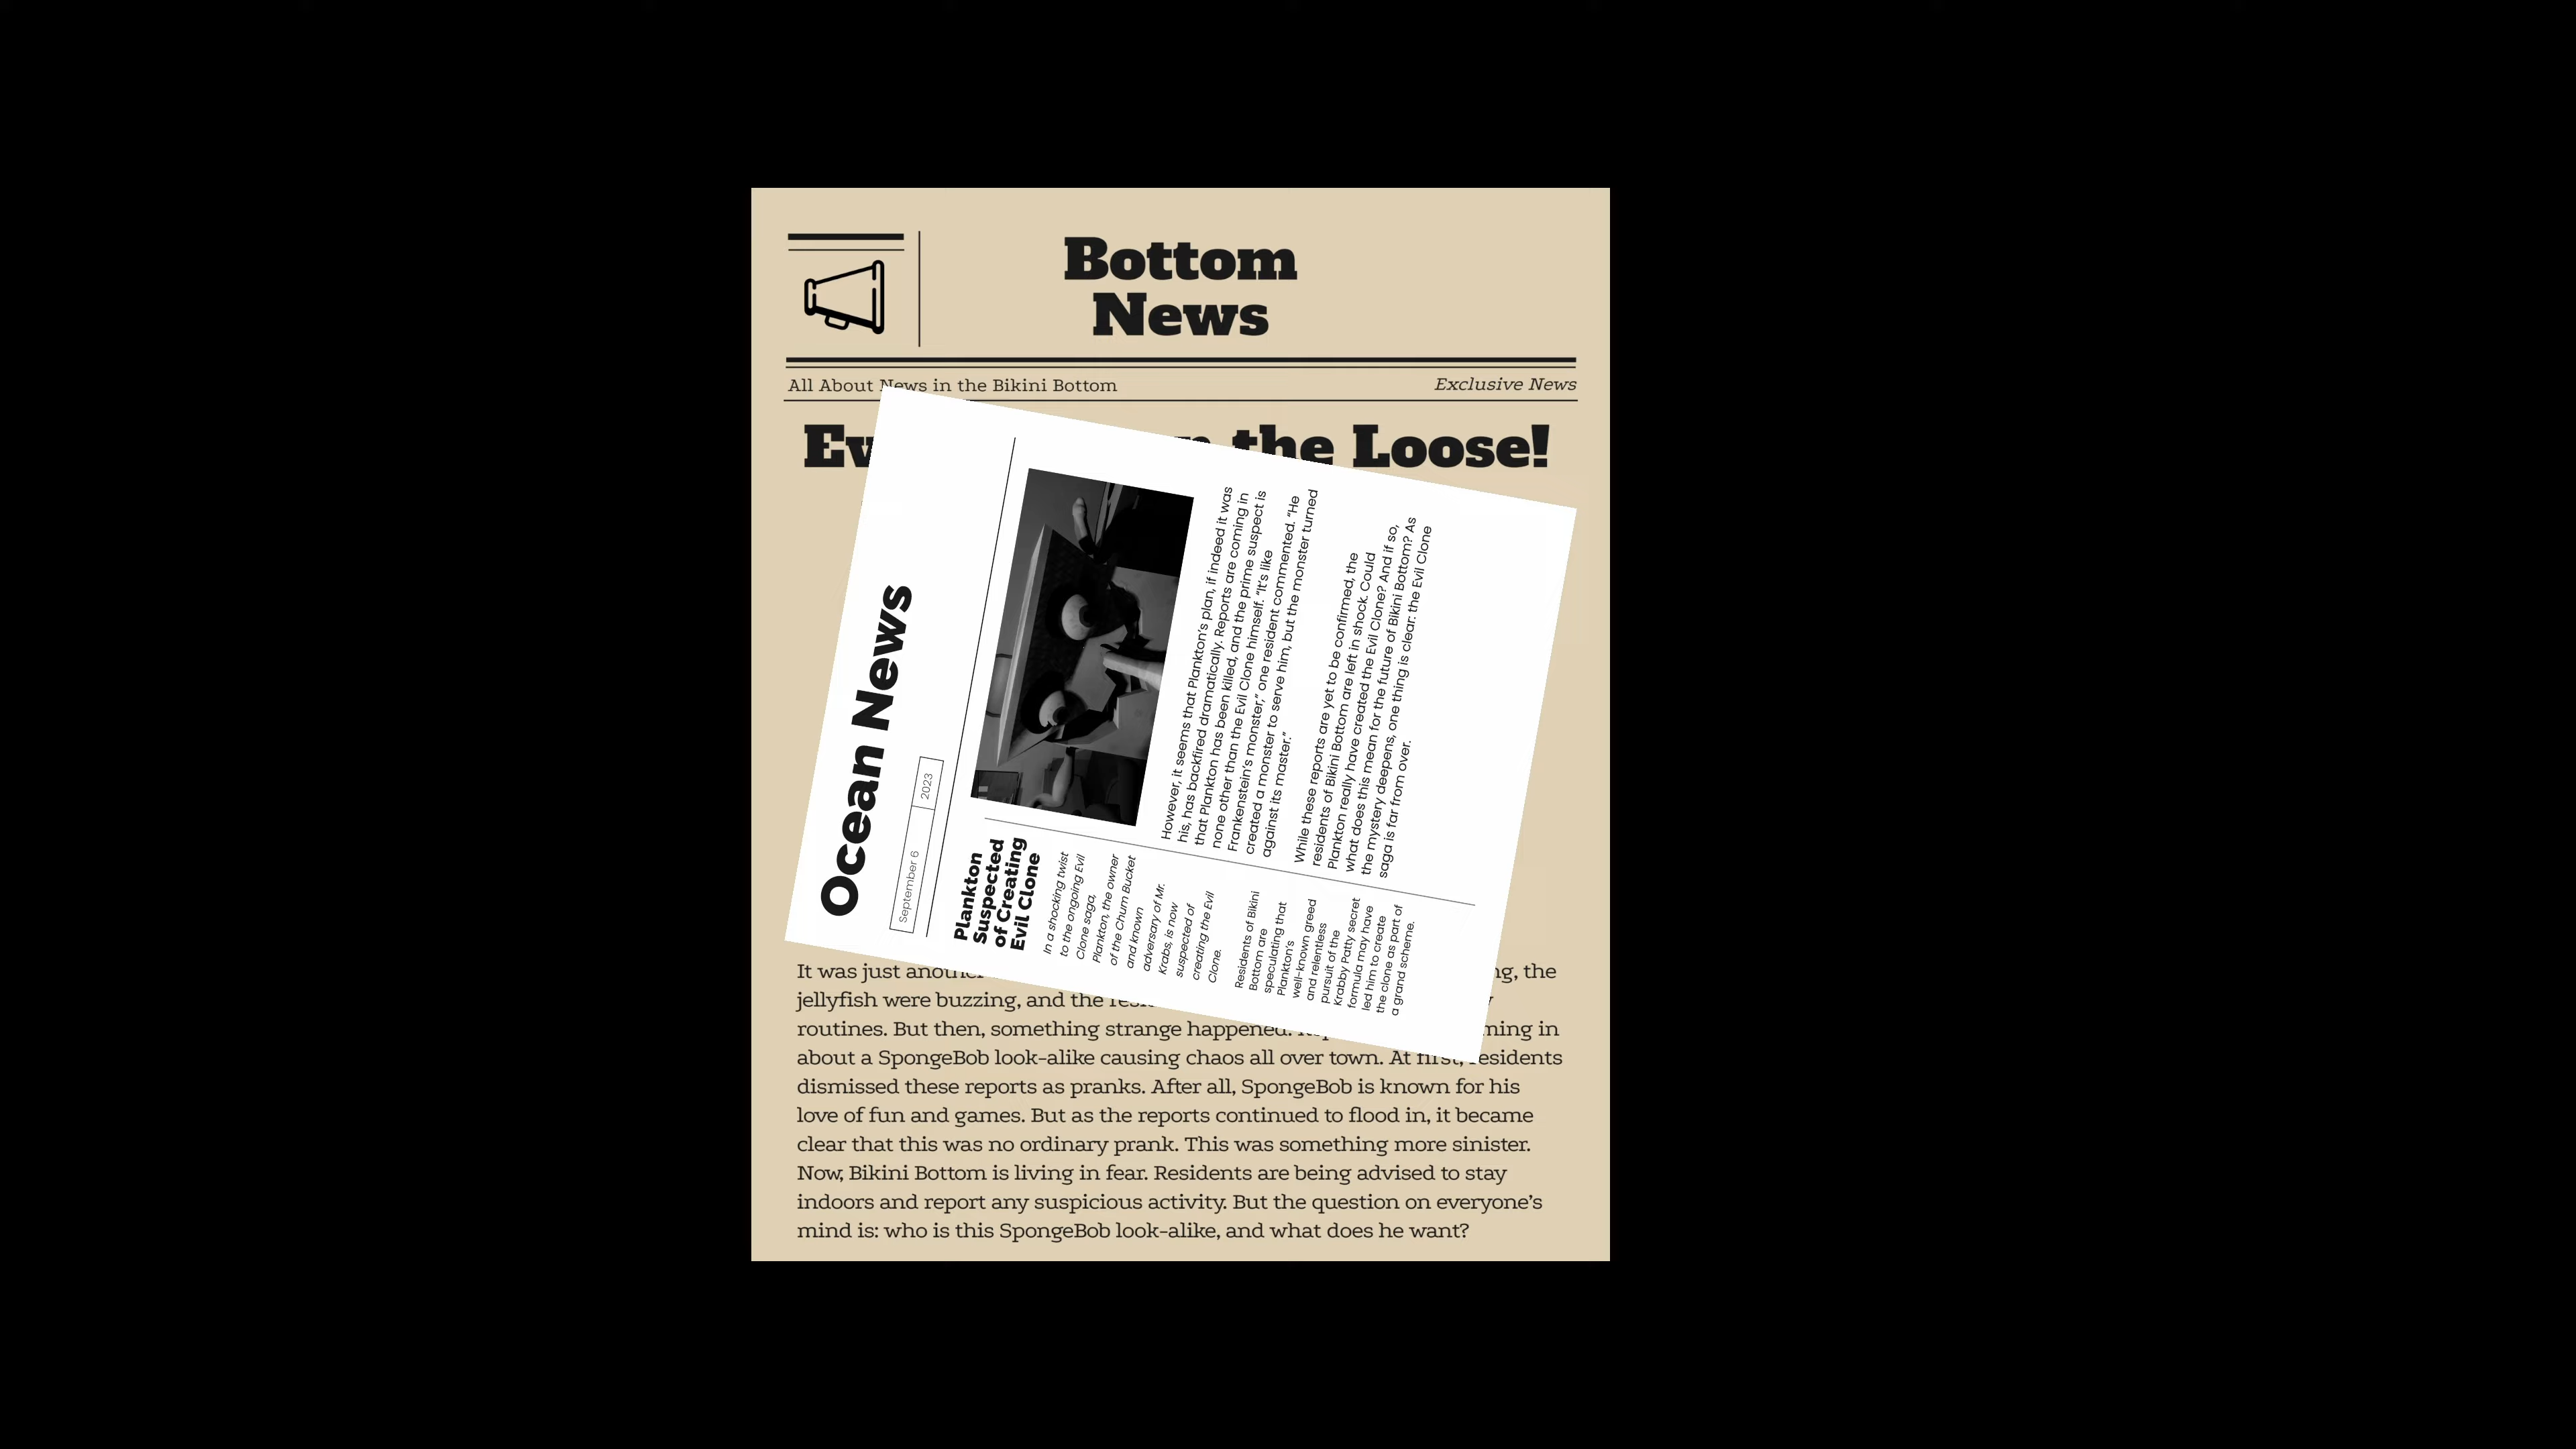 Bottom
News
All About News in the Bikini Bottom
Exclusive News
the Loose!
It was just another
the
jellyfish were buzzing, and the
routines. But then, something strange happened.
in
about a SpongeBob look-alike causing chaos all over town. At first, residents
dismissed these reports as pranks. After all, SpongeBob is known for his
love of fun and games. But as the reports continued to flood in, it became
clear that this was no ordinary prank. This was something more sinister.
Now, Bikini Bottom is living in fear. Residents are being advised to stay
indoors and report any suspicious activity. But the question on everyone's
mind is: who is this SpongeBob look-alike, and what does he want?
Ocean News
September 6
2023
Plankton
Suspected
of Creating
Evil Clone
In a shocking twist
to the ongoing Evil
Clone saga,
Plankton, the owner
of the Chum Bucket
and known
adversary of Mr.
Krabs, is now
suspected of
creating the Evil
Clone.
Residents of Bikini
Bottom are
speculating that
Plankton's
well-known greed
and relentless
pursuit of the
Krabby Patty secret
formula may have
led him to create
the clone as part of
a grand scheme.
However, it seems that Plankton's plan, if indeed it was
his, has backfired dramatically. Reports are coming in
that Plankton has been killed, and the prime suspect is
none other than the Evil Clone himself. "It's like
Frankenstein's monster," one resident commented. "He
created a monster to serve him, but the monster turned
against its master."
While these reports are yet to be confirmed, the
residents of Bikini Bottom are left in shock. Could
Plankton really have created the Evil Clone? And if so,
what does this mean for the future of Bikini Bottom? As
the mystery deepens, one thing is clear: the Evil Clone
saga is far from over.